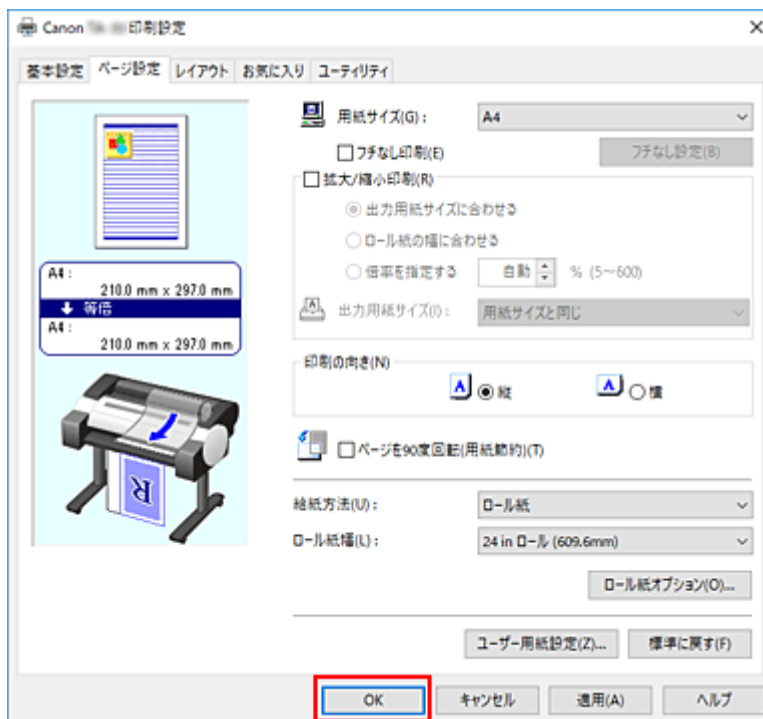 Canon 印刷設定
基本設定 ページ設定 レイアウト お気に入り ユーティリティ
用紙サイズ(G): A4
フチなし印刷(E) フチなし設定(B)
拡大/縮小印刷(R)
出力用紙サイズに合わせる
ロール紙の幅に合わせる
倍率を指定する 自動 % (5～600)
出力用紙サイズ(I): 用紙サイズと同じ
A4 :
210.0 mm x 297.0 mm
等倍
A4 :
210.0 mm x 297.0 mm
印刷の向き(N)
A 縦 A 横
ページを90度回転(用紙節約)(T)
R
給紙方法(U): ロール紙
ロール紙幅(L): 24 in ロール (609.6mm)
ロール紙オプション(O)...
ユーザー用紙設定(Z)... 標準に戻す(F)
OK キャンセル 適用(A) ヘルプ